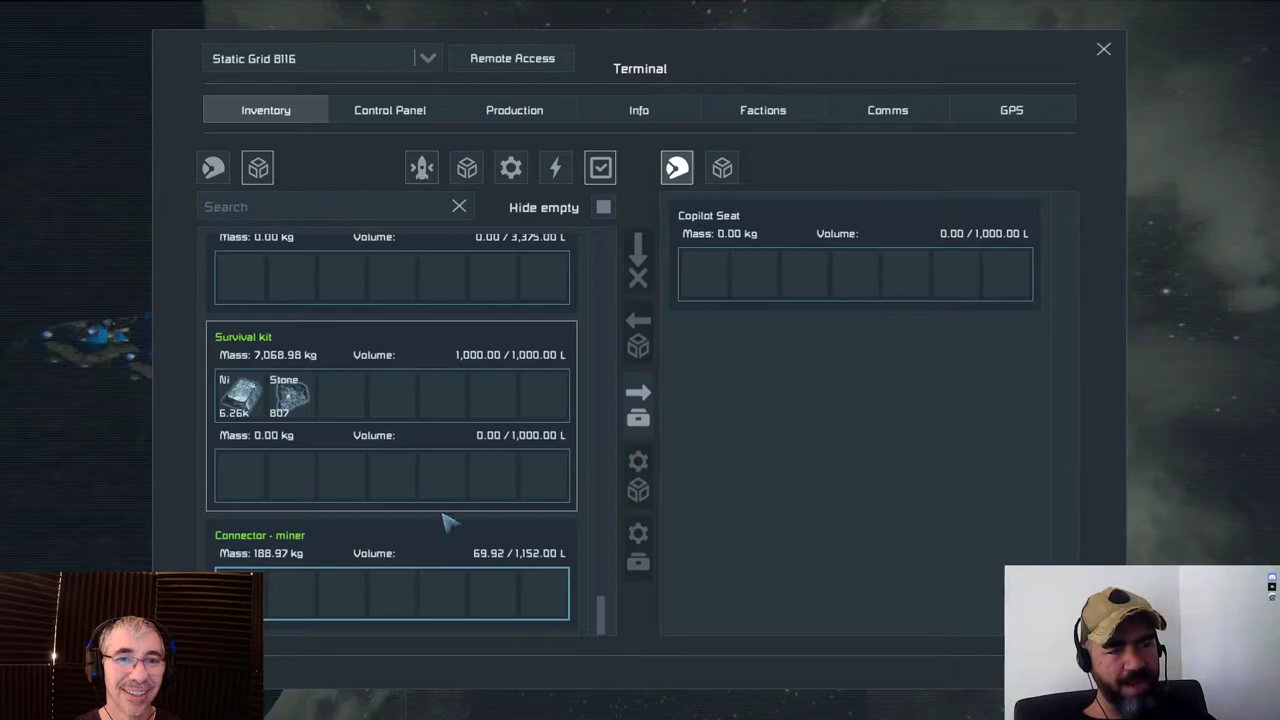 Static Grid 8116
Remote Access
Terminal
Inventory
Control Panel
Production
Info
Factions
Comms
GPS
Search
Hide empty
Mass: 0.00 kg Volume: 0.00 / 3,375.00 L
Survival kit
Mass: 7,068.98 kg Volume: 1,000.00 / 1,000.00 L
Ni Stone
6.26k 807
Mass: 0.00 kg Volume: 0.00 / 1,000.00 L
Connector - miner
Mass: 188.97 kg Volume: 69.92 / 1,152.00 L
Copilot Seat
Mass: 0.00 kg Volume: 0.00 / 1,000.00 L